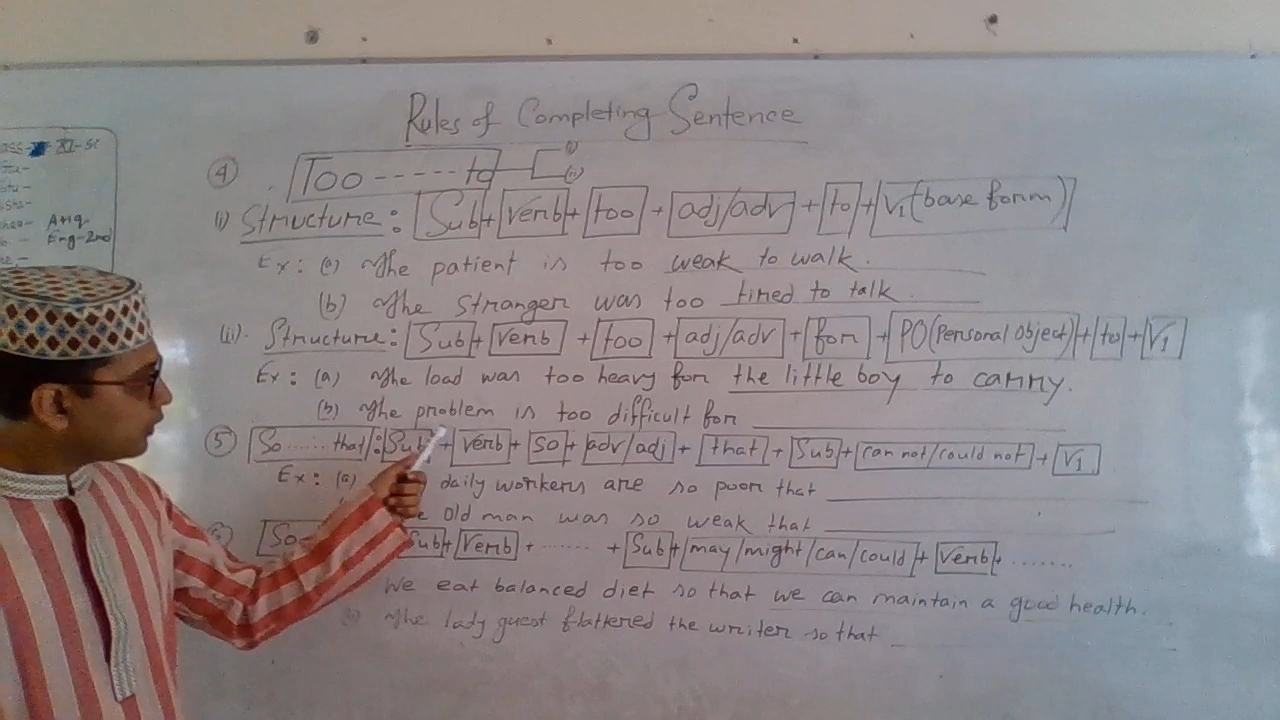 Rules of Completing Sentence
④ Too ----- to (i) (ii)
(i) Structure: Sub + verb + too + adj/adv + to + V1 (base form)
Ex: (a) The patient is too weak to walk.
(b) The stranger was too tired to talk.
(ii). Structure: Sub + verb + too + adj/adv + for + PO (Personal Object) + to + V1
Ex: (a) The load was too heavy for the little boy to carry.
(b) The problem is too difficult for
⑤ So ...... that: Sub + verb + so + adv/adj + that + Sub + can not/could not + V1
Ex: (a) daily workers are so poor that
old man was so weak that
So Sub + Verb + ....... + Sub + may/might/can/could + Verb + .......
We eat balanced diet so that we can maintain a good health.
The lady guest flattered the writer so that
XI-Sc
Arq
Eng-2nd